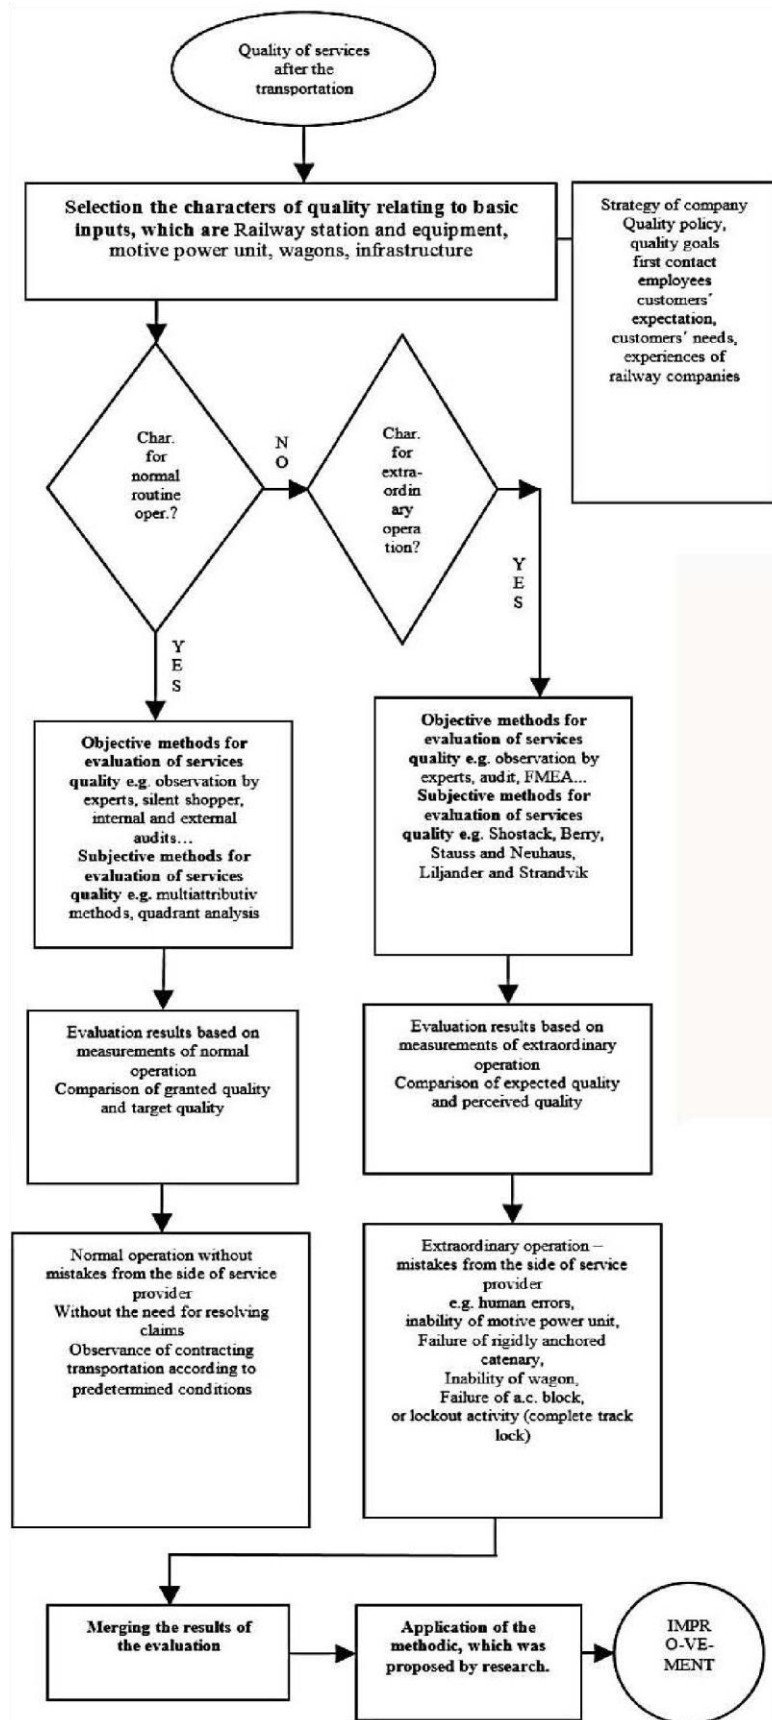 Quality of services
after the
transportation
Selection the characters of quality relating to basic
inputs, which are Railway station and equipment,
motive power unit, wagons, infrastructure
Strategy of company
Quality policy,
quality goals
first contact
employees
customers´
expectation,
customers´ needs,
experiences of
railway companies
Char.
for
normal
routine
oper.?
N
O
Char.
for
extra-
ordin
ary
opera
tion?
Y
E
S
Y
E
S
Objective methods for
evaluation of services
quality e.g. observation by
experts, silent shopper,
internal and external
audits…
Subjective methods for
evaluation of services
quality e.g. multiattributiv
methods, quadrant analysis
Objective methods for
evaluation of services
quality e.g. observation by
experts, audit, FMEA...
Subjective methods for
evaluation of services
quality e.g. Shostack, Berry,
Stauss and Neuhaus,
Liljander and Strandvik
Evaluation results based on
measurements of normal
operation
Comparison of granted quality
and target quality
Evaluation results based on
measurements of extraordinary
operation
Comparison of expected quality
and perceived quality
Normal operation without
mistakes from the side of service
provider
Without the need for resolving
claims
Observance of contracting
transportation according to
predetermined conditions
Extraordinary operation –
mistakes from the side of service
provider
e.g. human errors,
inability of motive power unit,
Failure of rigidly anchored
catenary,
Inability of wagon,
Failure of a.c. block,
or lockout activity (complete track
lock)
Merging the results of
the evaluation
Application of the
methodic, which was
proposed by research.
IMPR
O-VE-
MENT